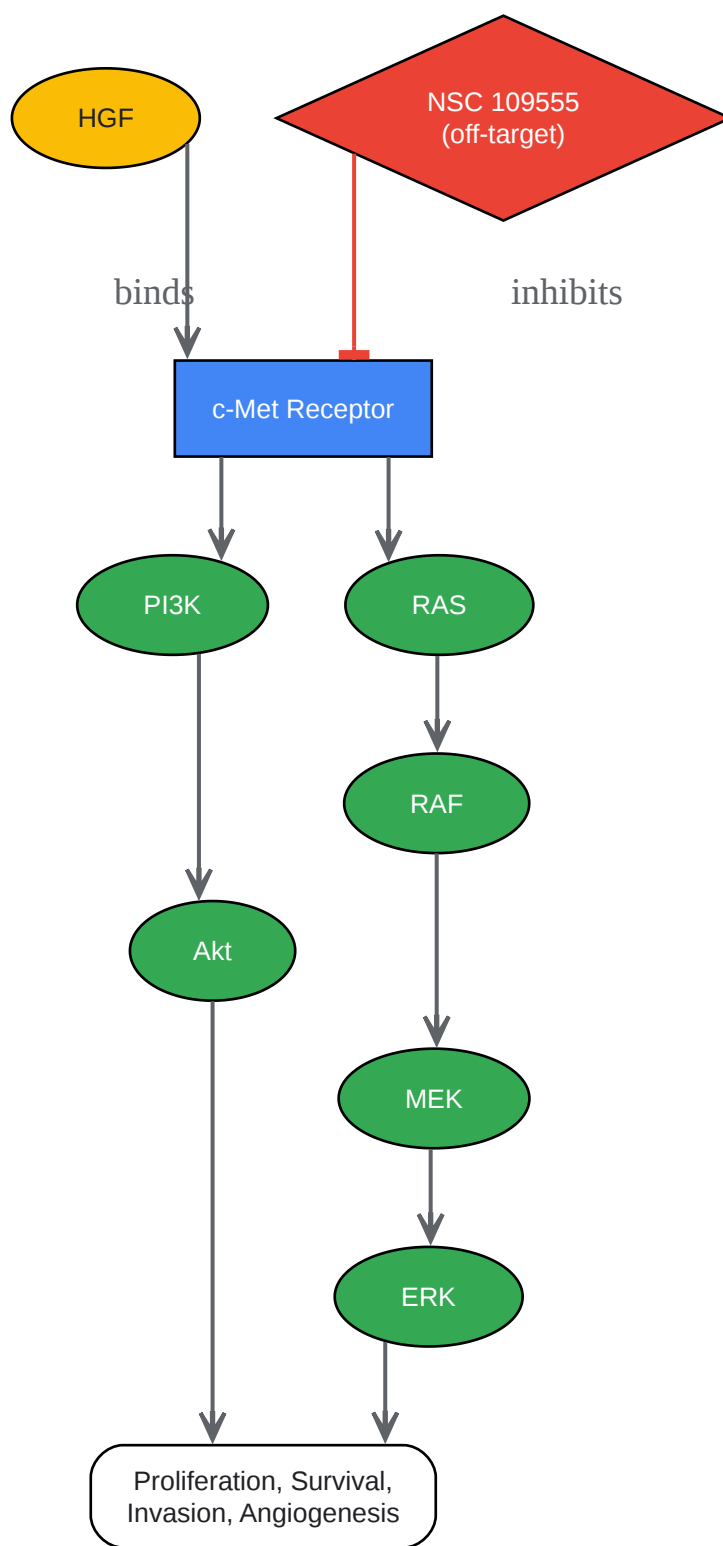 HGF
NSC 109555
(off-target)
binds
inhibits
c-Met Receptor
PI3K
RAS
RAF
Akt
MEK
ERK
Proliferation, Survival,
Invasion, Angiogenesis